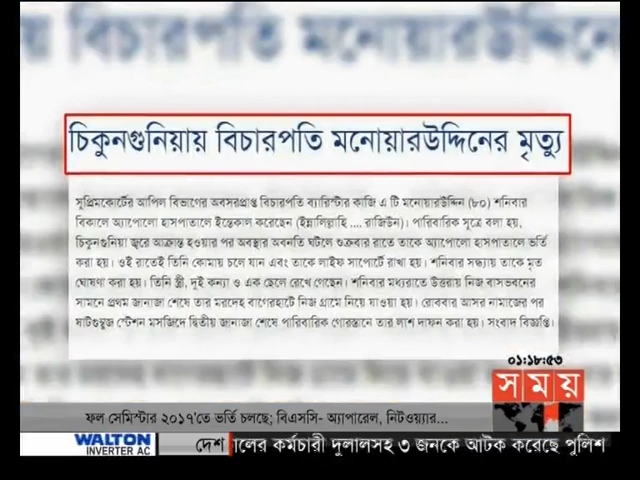 য় বিচারপতি মনোয়ারউদ্দিনে
চিকুনগুনিয়ায় বিচারপতি মনোয়ারউদ্দিনের মৃত্যু
সুপ্রিমকোর্টের আপিল বিভাগের অবসরপ্রাপ্ত বিচারপতি ব্যারিস্টার কাজি এ টি মনোয়ারউদ্দিন (৮০) শনিবার
বিকালে অ্যাপোলো হাসপাতালে ইন্তেকাল করেছেন (ইন্নালিল্লাহি .... রাজিউন)। পারিবারিক সূত্রে বলা হয়,
চিকুনগুনিয়া জ্বরে আক্রান্ত হওয়ার পর অবস্থার অবনতি ঘটলে শুক্রবার রাতে তাকে অ্যাপোলো হাসপাতালে ভর্তি
করা হয়। ওই রাতেই তিনি কোমায় চলে যান এবং তাকে লাইফ সাপোর্টে রাখা হয়। শনিবার সন্ধ্যায় তাকে মৃত
ঘোষণা করা হয়। তিনি স্ত্রী, দুই কন্যা ও এক ছেলে রেখে গেছেন। শনিবার মধ্যরাতে উত্তরায় নিজ বাসভবনের
সামনে প্রথম জানাজা শেষে তার মরদেহ বাগেরহাটে নিজ গ্রামে নিয়ে যাওয়া হয়। রোববার আসর নামাজের পর
ষাটগুম্বুজ স্টেশন মসজিদে দ্বিতীয় জানাজা শেষে পারিবারিক গোরস্তানে তার লাশ দাফন করা হয়। সংবাদ বিজ্ঞপ্তি।
০১:১৮:৫৩
সময়
ফল সেমিস্টার ২০১৭'তে ভর্তি চলছে; বিএসসি- অ্যাপারেল, নিটওয়্যার...
WALTON
INVERTER AC
দেশ
ালের কর্মচারী দুলালসহ ৩ জনকে আটক করেছে পুলিশ